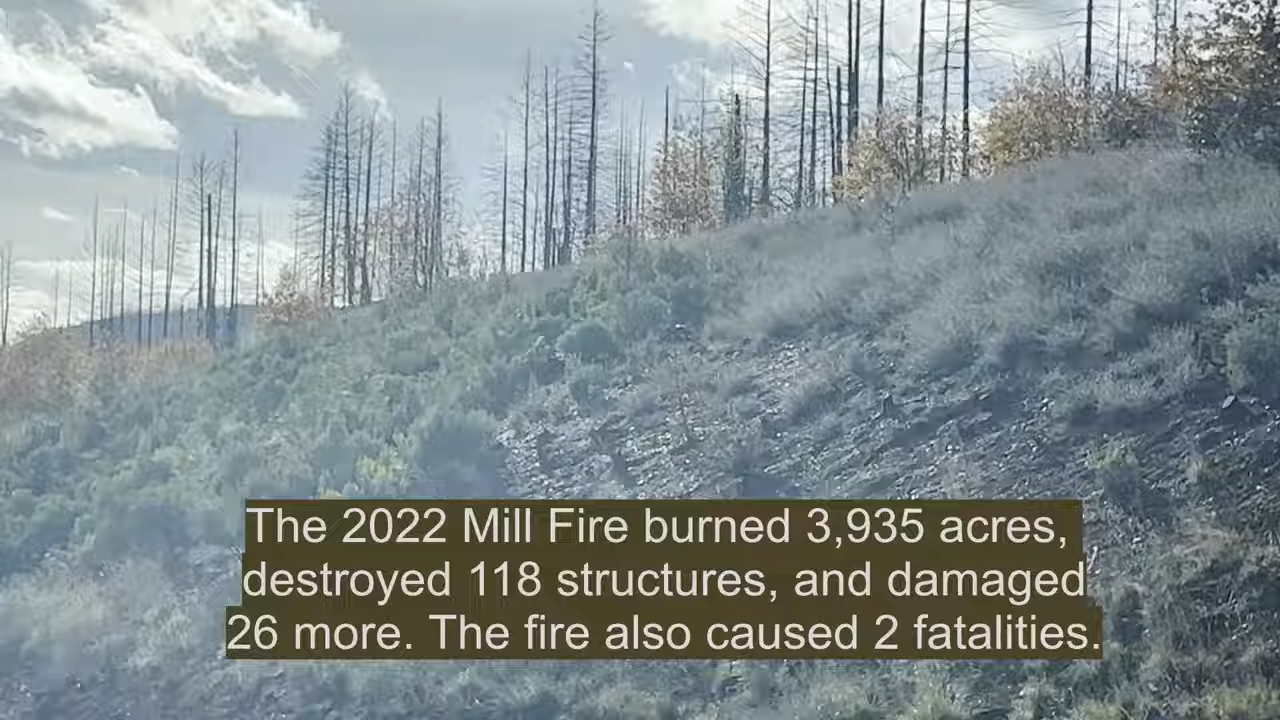 The 2022 Mill Fire burned 3,935 acres,
destroyed 118 structures, and damaged
26 more. The fire also caused 2 fatalities.